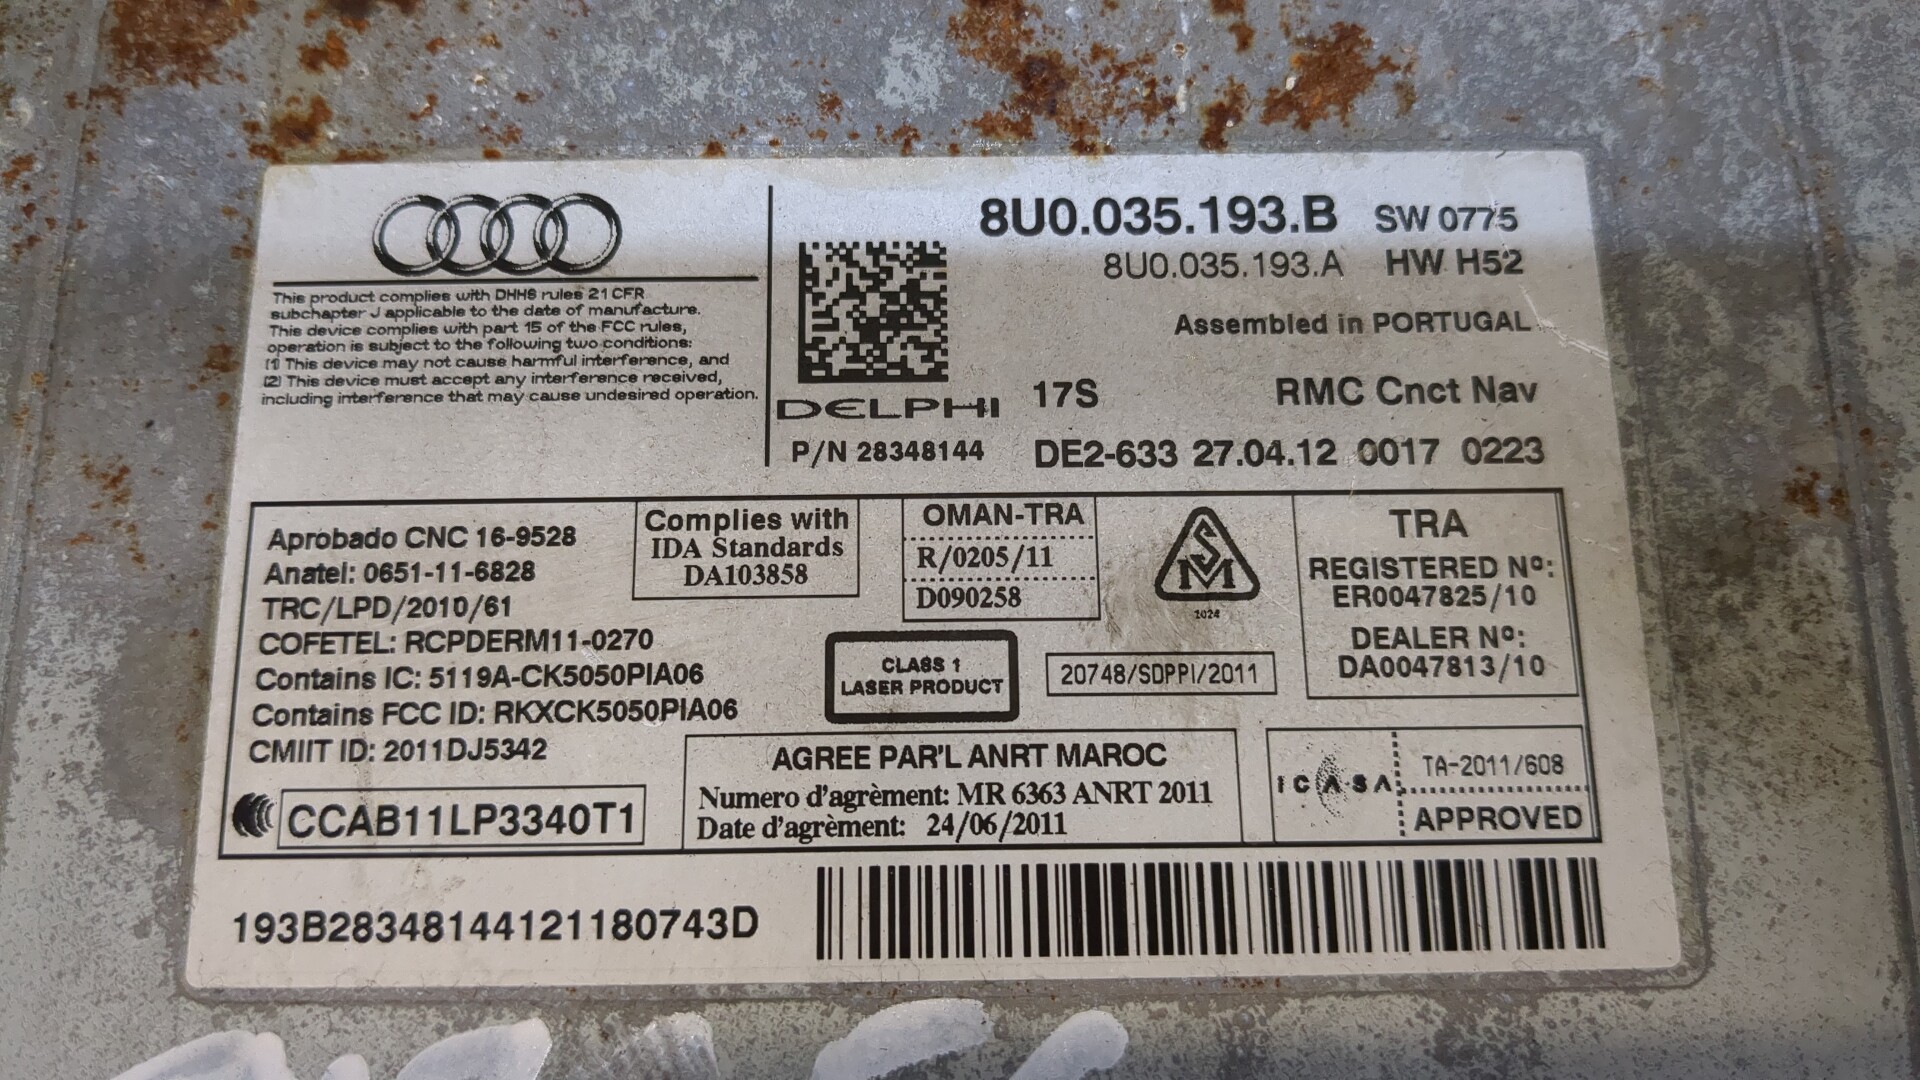 This product complies with DHHS rules 21 CFR
subchapter J applicable to the date of manufacture.
This device complies with part 15 of the FCC rules,
operation is subject to the following two conditions:
(1) This device may not cause harmful interference, and
(2) This device must accept any interference received,
including interference that may cause undesired operation.
8U0.035.193.B SW 0775
8U0.035.193.A HW H52
Assembled in PORTUGAL
DELPHI 17S RMC Cnct Nav
P/N 28348144 DE2-633 27.04.12 0017 0223
Aprobado CNC 16-9528
Anatel: 0651-11-6828
TRC/LPD/2010/61
COFETEL: RCPDERM11-0270
Contains IC: 5119A-CK5050PIA06
Contains FCC ID: RKXCK5050PIA06
CMIIT ID: 2011DJ5342
CCAB11LP3340T1
Complies with
IDA Standards
DA103858
OMAN-TRA
R/0205/11
D090258
SM
2024
TRA
REGISTERED Nº:
ER0047825/10
DEALER Nº:
DA0047813/10
CLASS 1
LASER PRODUCT
20748/SDPPI/2011
AGREE PAR'L ANRT MAROC
Numero d'agrèment: MR 6363 ANRT 2011
Date d'agrèment: 24/06/2011
ICASA
TA-2011/608
APPROVED
193B28348144121180743D